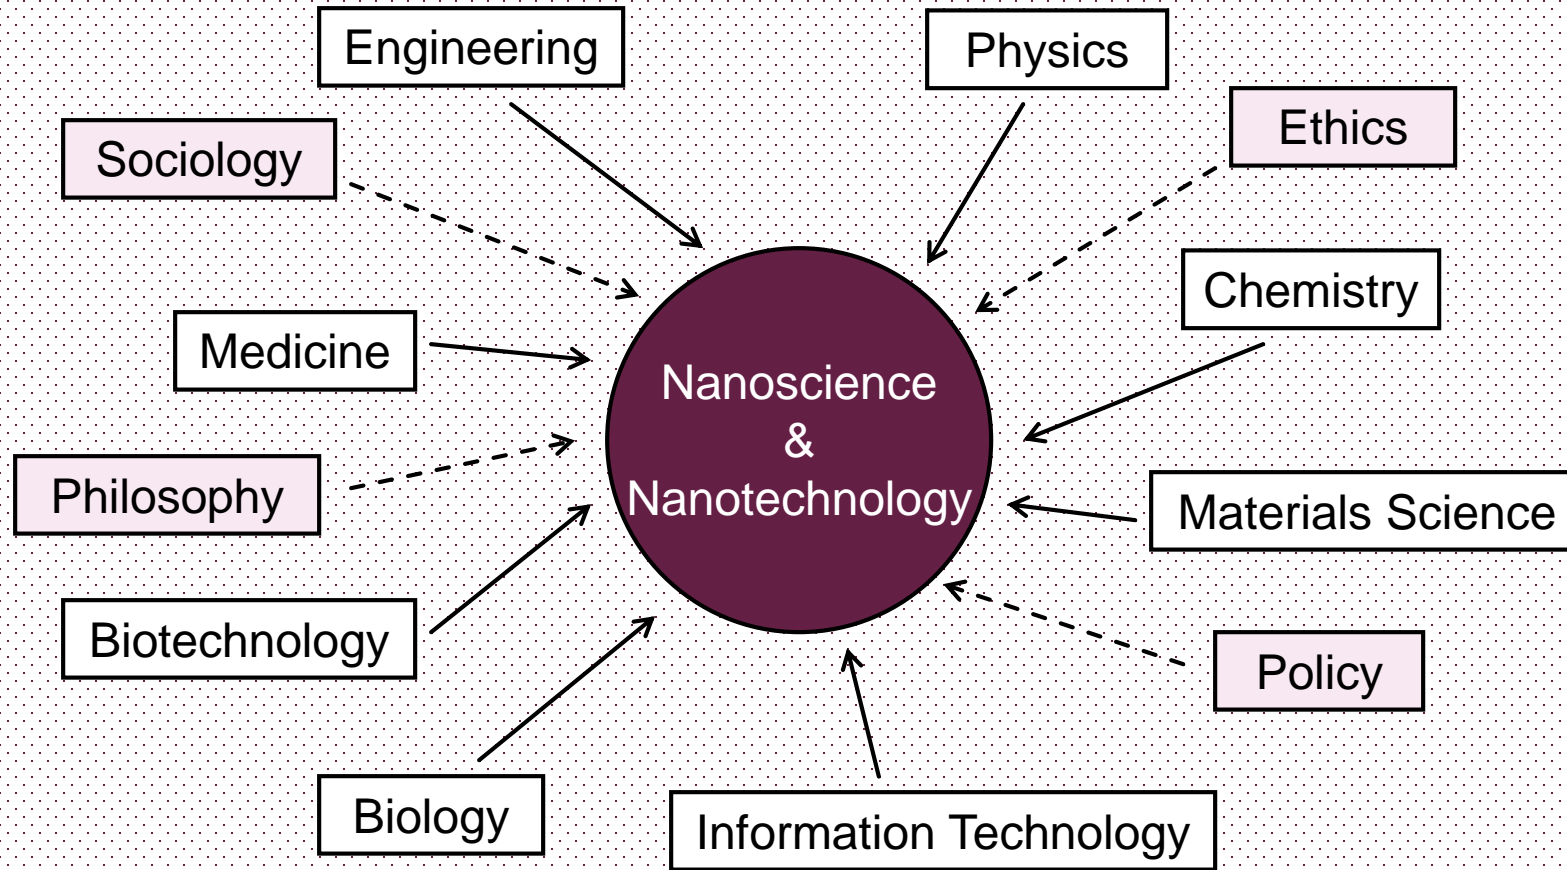 Engineering
Physics
Ethics
Sociology
Chemistry
Medicine
Nanoscience
&
Nanotechnology
Philosophy
Materials Science
Biotechnology
Policy
Biology
Information Technology